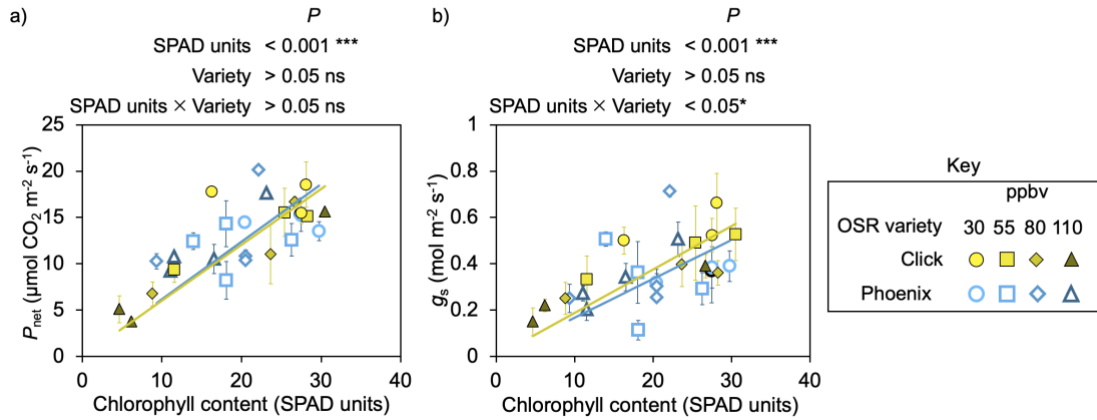 a)
P
SPAD units < 0.001 ***
Variety > 0.05 ns
SPAD units × Variety > 0.05 ns
25
20
15
10
5
0
Pnet (μmol CO2 m-2 s-1)
0 10 20 30 40
Chlorophyll content (SPAD units)
b)
P
SPAD units < 0.001 ***
Variety > 0.05 ns
SPAD units × Variety < 0.05*
1
0.8
0.6
0.4
0.2
0
gs (mol m-2 s-1)
0 10 20 30 40
Chlorophyll content (SPAD units)
Key
ppbv
OSR variety 30 55 80 110
Click
Phoenix